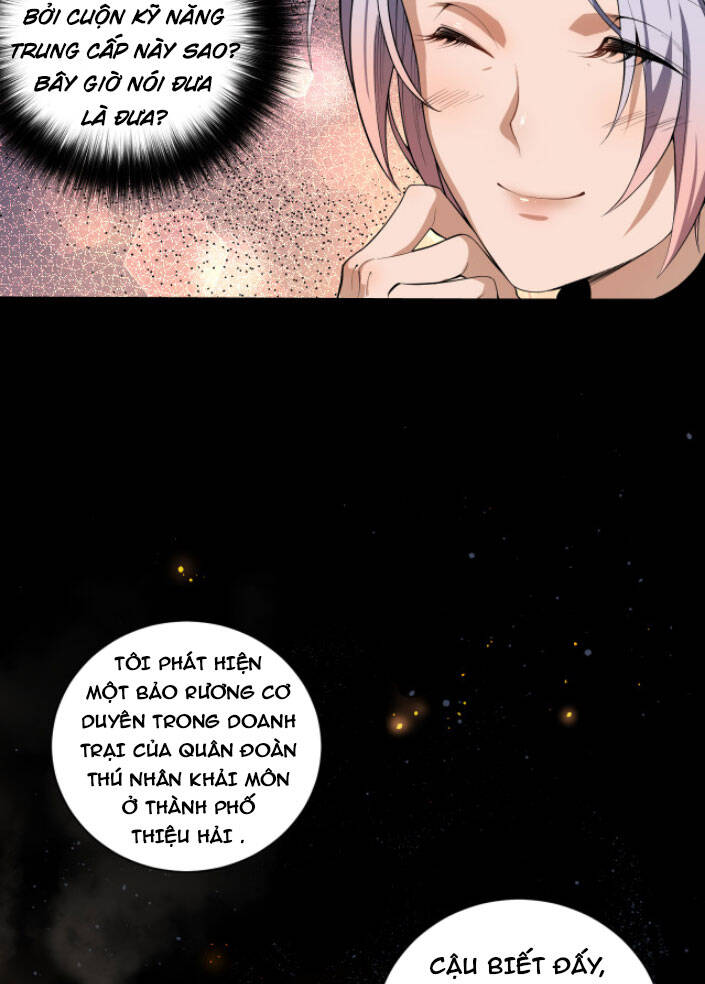 BỞI CUỘN KỸ NĂNG
TRUNG CẤP NÀY SAO?
BÂY GIỜ NÓI ĐƯA
LÀ ĐƯA?
TÔI PHÁT HIỆN
MỘT BẢO RƯƠNG CƠ
DUYÊN TRONG DOANH
TRẠI CỦA QUÂN ĐOÀN
THÚ NHÂN KHẢI MÔN
Ở THÀNH PHỐ
THIỆU HẢI .
CẬU BIẾT ĐẤY,